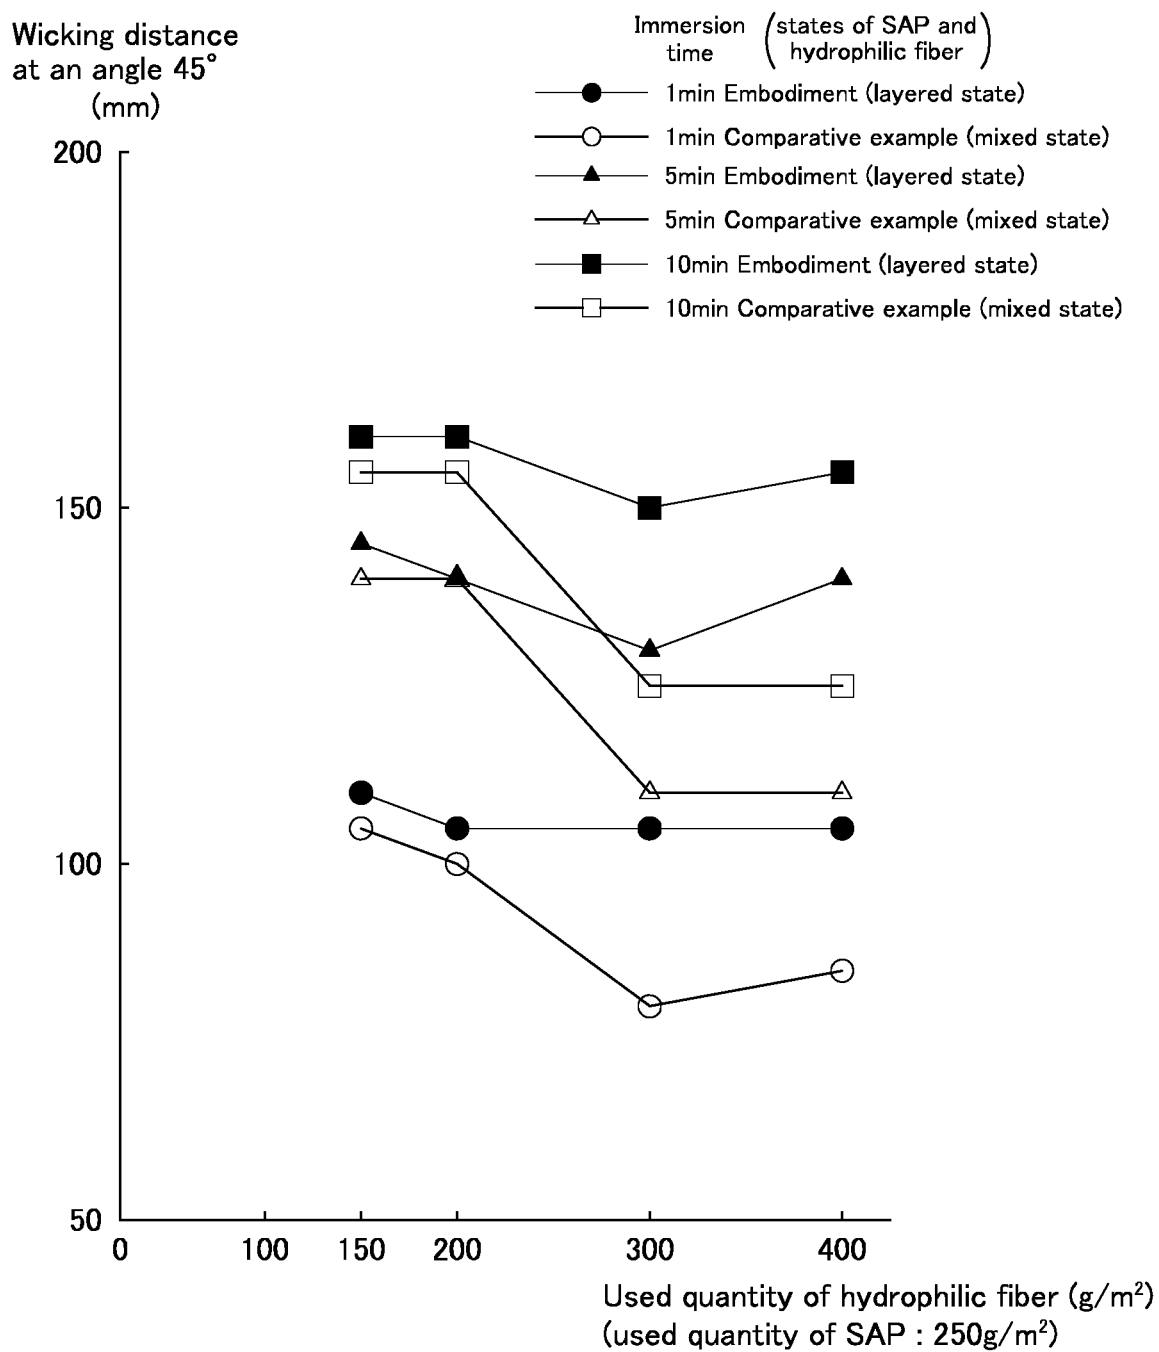 Wicking distance
at an angle 45°
(mm)
Immersion
time
(states of SAP and
hydrophilic fiber)
1min Embodiment (layered state)
1min Comparative example (mixed state)
5min Embodiment (layered state)
5min Comparative example (mixed state)
10min Embodiment (layered state)
10min Comparative example (mixed state)
200
150
100
50
0 100 150 200 300 400
Used quantity of hydrophilic fiber (g/m²)
(used quantity of SAP : 250g/m²)